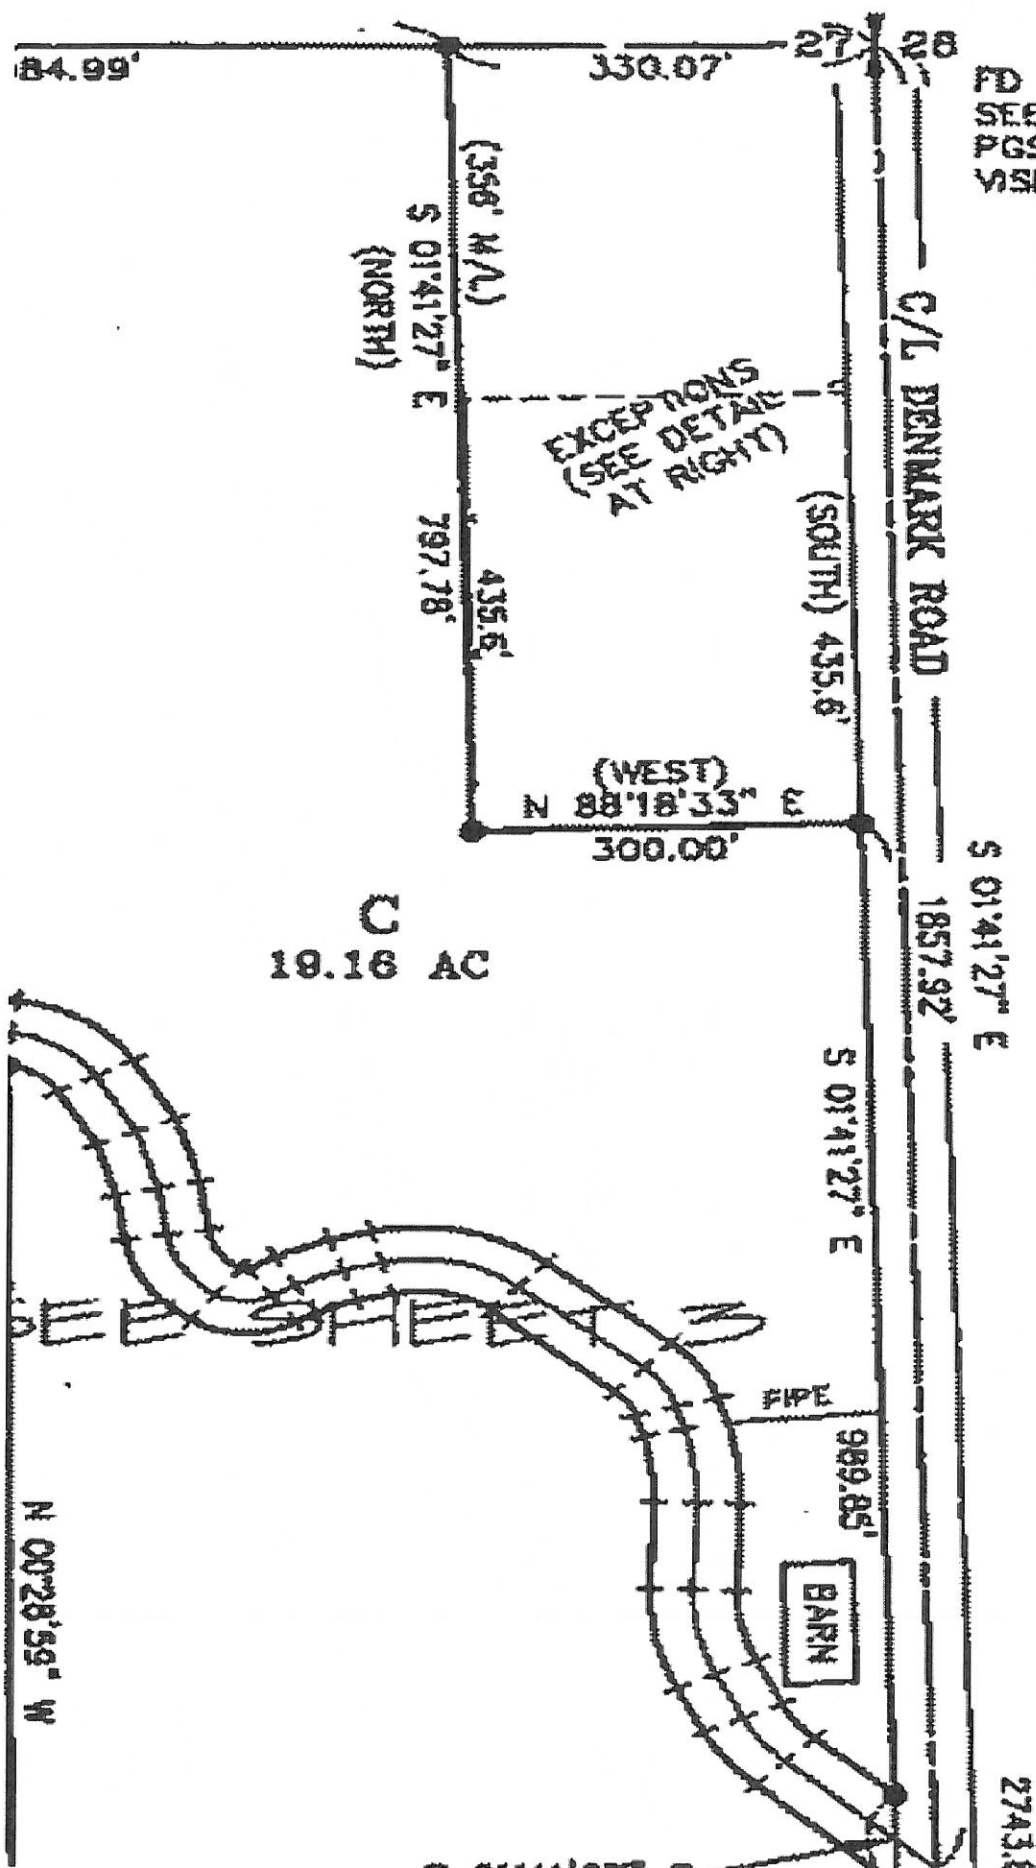 84.99'
330.07'
27
28
FD
(356' M/L)
S 01°41'27" E
(NORTH)
797.78'
435.6'
EXCEPTIONS
(SEE DETAIL
AT RIGHT)
(SOUTH) 435.6'
C/L DENMARK ROAD
(WEST)
N 88°18'33" E
300.00'
S 01°41'27" E
1857.92'
C
19.16 AC
S 01°41'27" E
989.85'
PIPE
BARN
N 00°28'59" W